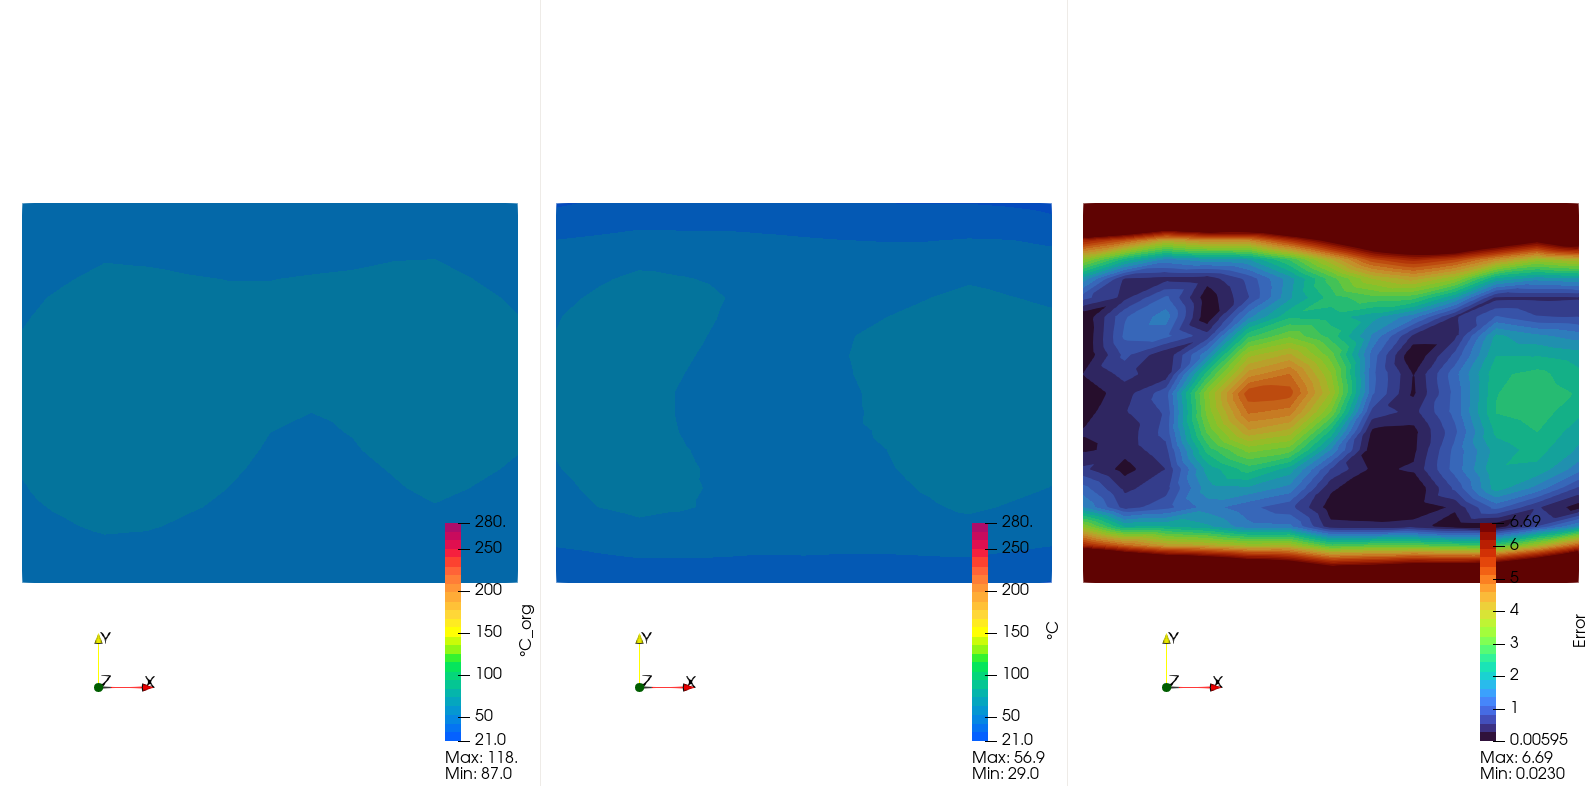 280.
250
200
150
100
50
21.0
°C_org
Max: 118.
Min: 87.0
Y
Z
X
280.
250
200
150
100
50
21.0
°C
Max: 56.9
Min: 29.0
Y
Z
X
6.69
6
5
4
3
2
1
0.00595
Error
Max: 6.69
Min: 0.0230
Y
Z
X